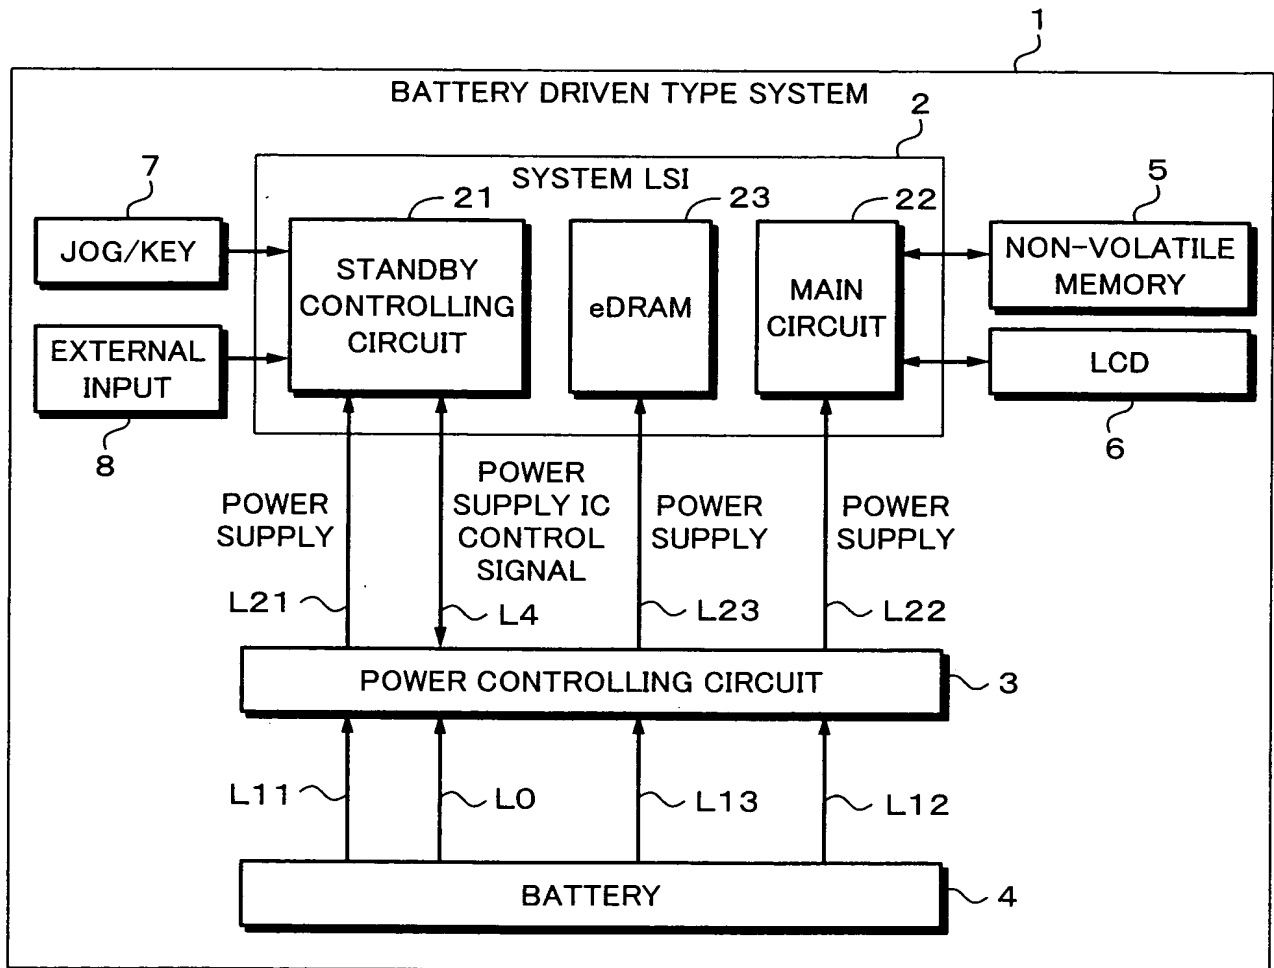 1
BATTERY DRIVEN TYPE SYSTEM
2
SYSTEM LSI
7
JOG/KEY
EXTERNAL
INPUT
8
21
STANDBY
CONTROLLING
CIRCUIT
23
eDRAM
22
MAIN
CIRCUIT
5
NON-VOLATILE
MEMORY
LCD
6
POWER
SUPPLY
POWER
SUPPLY IC
CONTROL
SIGNAL
POWER
SUPPLY
POWER
SUPPLY
L21
L4
L23
L22
POWER CONTROLLING CIRCUIT
3
L11
L0
L13
L12
BATTERY
4